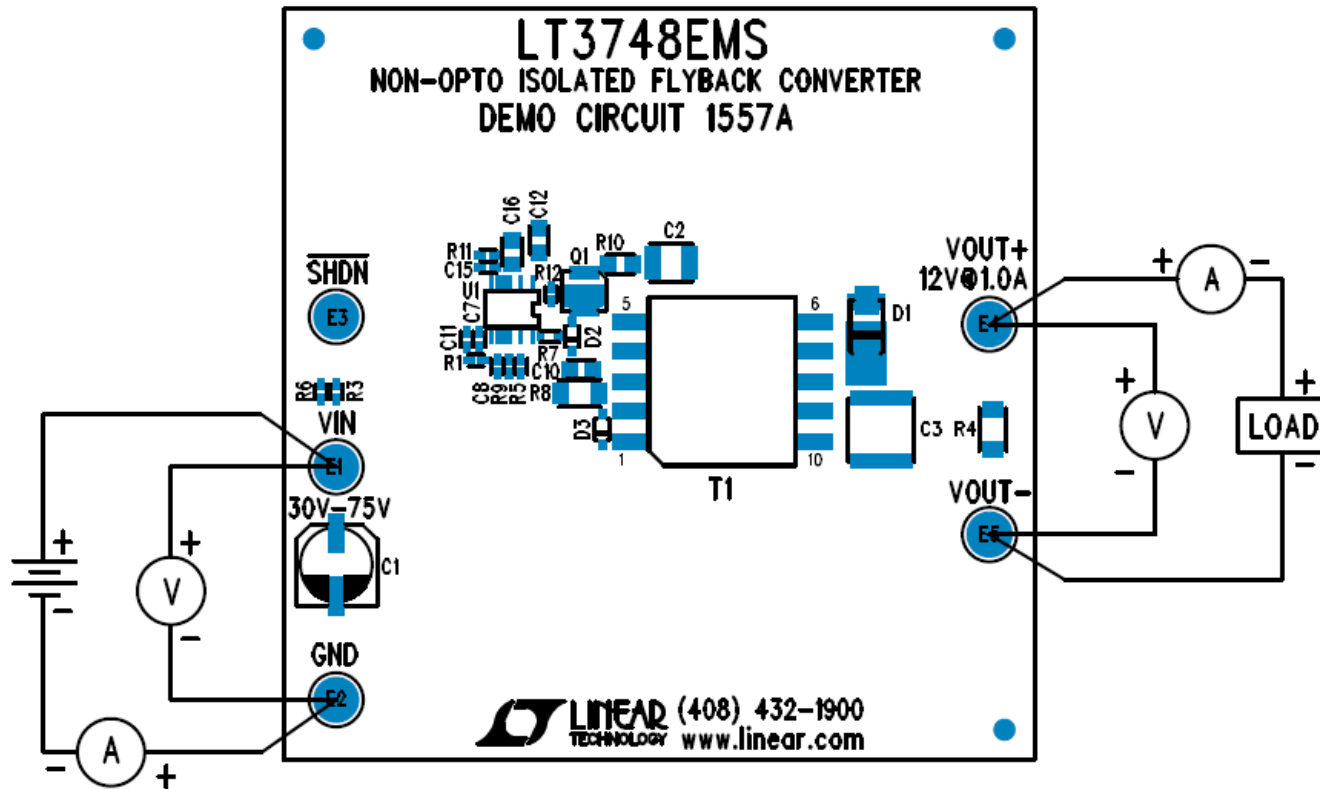 LT3748EMS
NON-OPTO ISOLATED FLYBACK CONVERTER
DEMO CIRCUIT 1557A
SHDN
E3
R6
R3
VIN
E1
30V-75V
C1
GND
E2
+
-
V
+
-
A
-
+
C16
C12
R11
C15
U1
C7
C11
R1
C8
R9
R5
R12
Q1
R10
C2
R7
D2
C10
R8
D3
5
6
1
10
T1
D1
C3
R4
VOUT+
12V@1.0A
E4
VOUT-
E5
+
A
-
+
V
-
+
LOAD
-
LINEAR
TECHNOLOGY
(408) 432-1900
www.linear.com